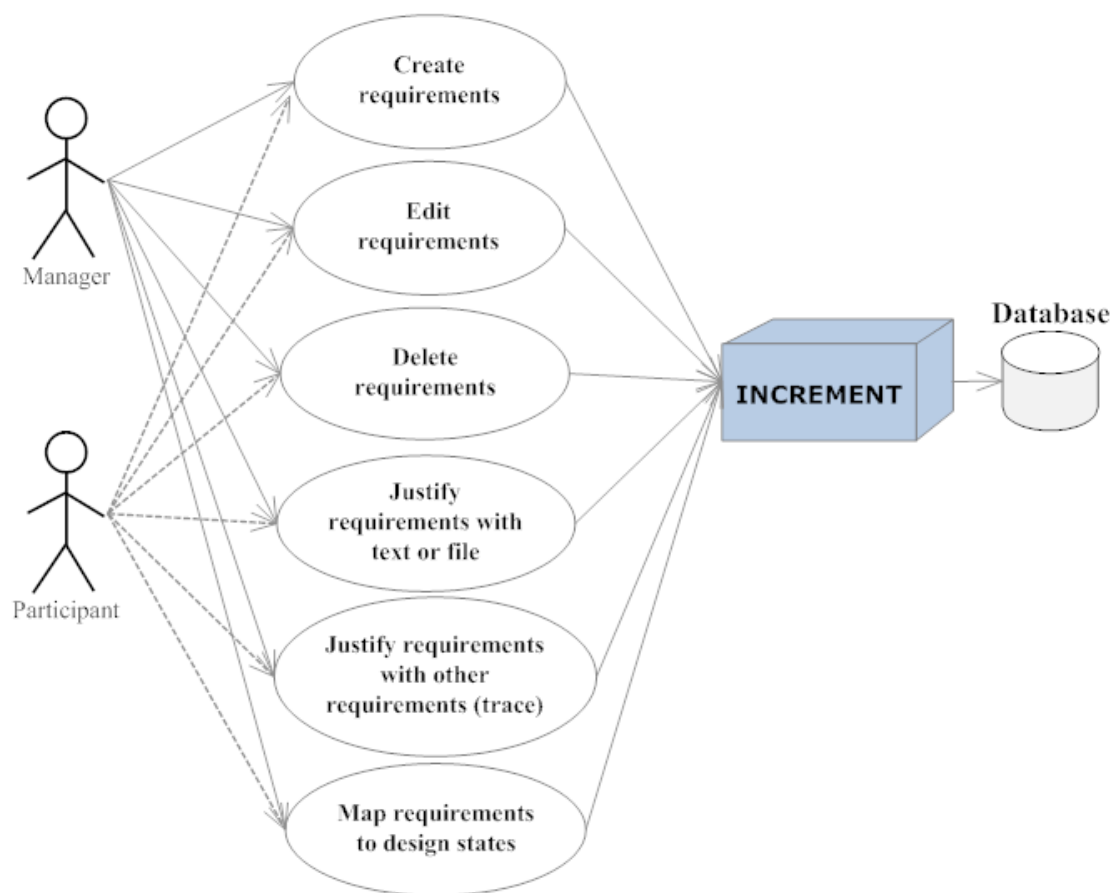 Create
requirements
Manager
Edit
requirements
Delete
requirements
Database
INCREMENT
Participant
Justify
requirements with
text or file
Justify requirements
with other
requirements (trace)
Map requirements
to design states